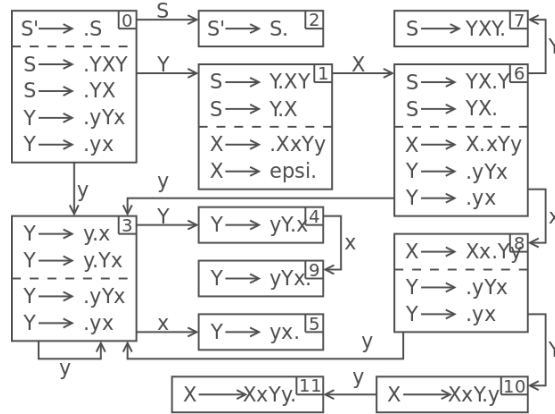 0
S' → .S
S → .YXY
S → .YX
Y → .yYx
Y → .yx
S
2
S' → S.
7
S → YXY.
Y
Y
1
S → Y.XY
S → Y.X
X → .XxYy
X → epsi.
X
6
S → YX.Y
S → YX.
X → X.xYy
Y → .yYx
Y → .yx
y
y
3
Y → y.x
Y → y.Yx
Y → .yYx
Y → .yx
Y
4
Y → yY.x
x
9
Y → yYx.
x
8
X → Xx.Yy
Y → .yYx
Y → .yx
x
5
Y → yx.
y
y
Y
11
X → XxYy.
y
10
X → XxY.y